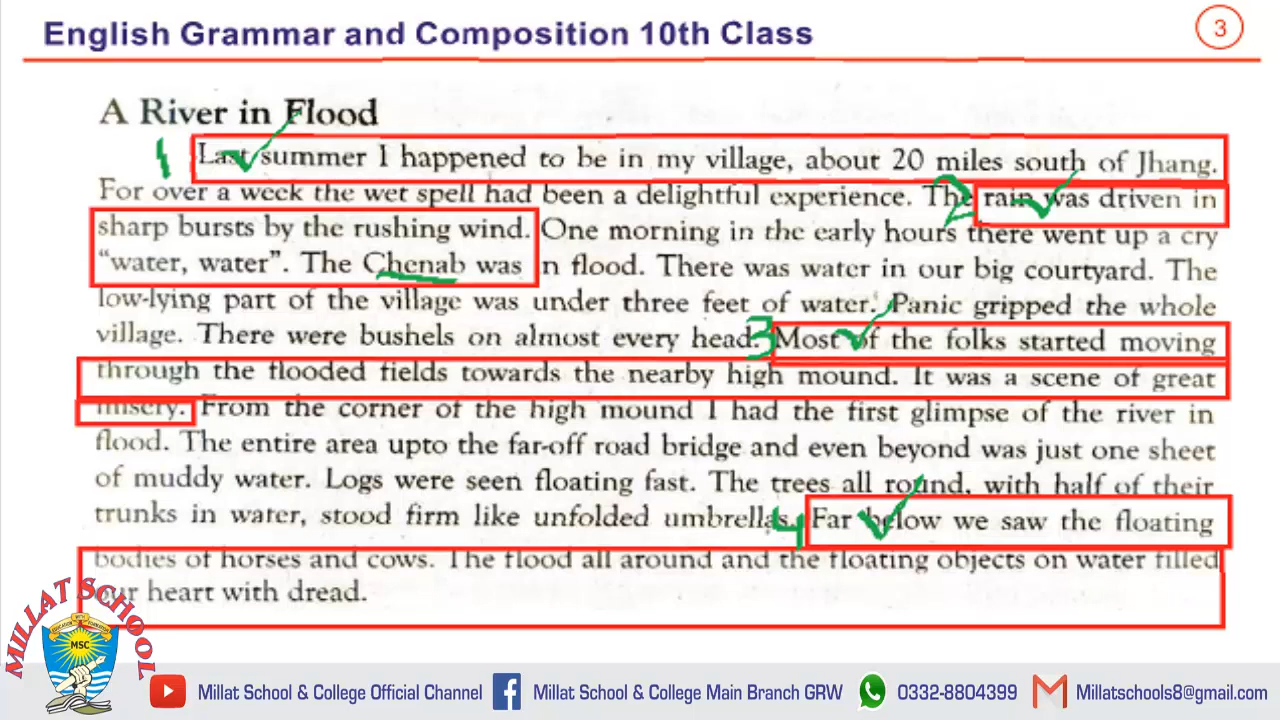 English Grammar and Composition 10th Class
3
A River in Flood
1
Last summer I happened to be in my village, about 20 miles south of Jhang.
For over a week the wet spell had been a delightful experience. The rain was driven in
2
sharp bursts by the rushing wind. One morning in the early hours there went up a cry
"water, water". The Chenab was in flood. There was water in our big courtyard. The
low-lying part of the village was under three feet of water. Panic gripped the whole
village. There were bushels on almost every head. Most of the folks started moving
3
through the flooded fields towards the nearby high mound. It was a scene of great
misery. From the corner of the high mound I had the first glimpse of the river in
flood. The entire area upto the far-off road bridge and even beyond was just one sheet
of muddy water. Logs were seen floating fast. The trees all round, with half of their
trunks in water, stood firm like unfolded umbrellas. Far below we saw the floating
4
bodies of horses and cows. The flood all around and the floating objects on water filled
our heart with dread.
MILLAT SCHOOL
MSC
Millat School & College Official Channel
Millat School & College Main Branch GRW
0332-8804399
Millatschools8@gmail.com